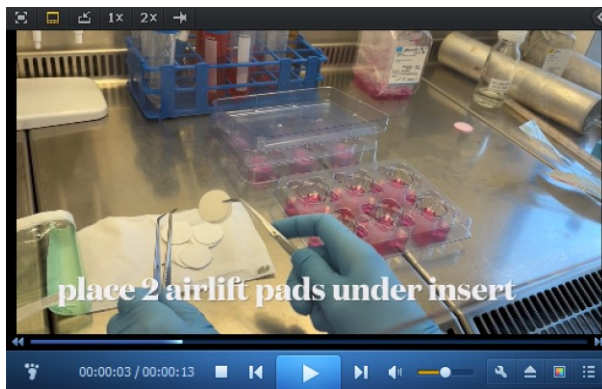 1x 2x
place 2 airlift pads under insert
00:00:03 / 00:00:13